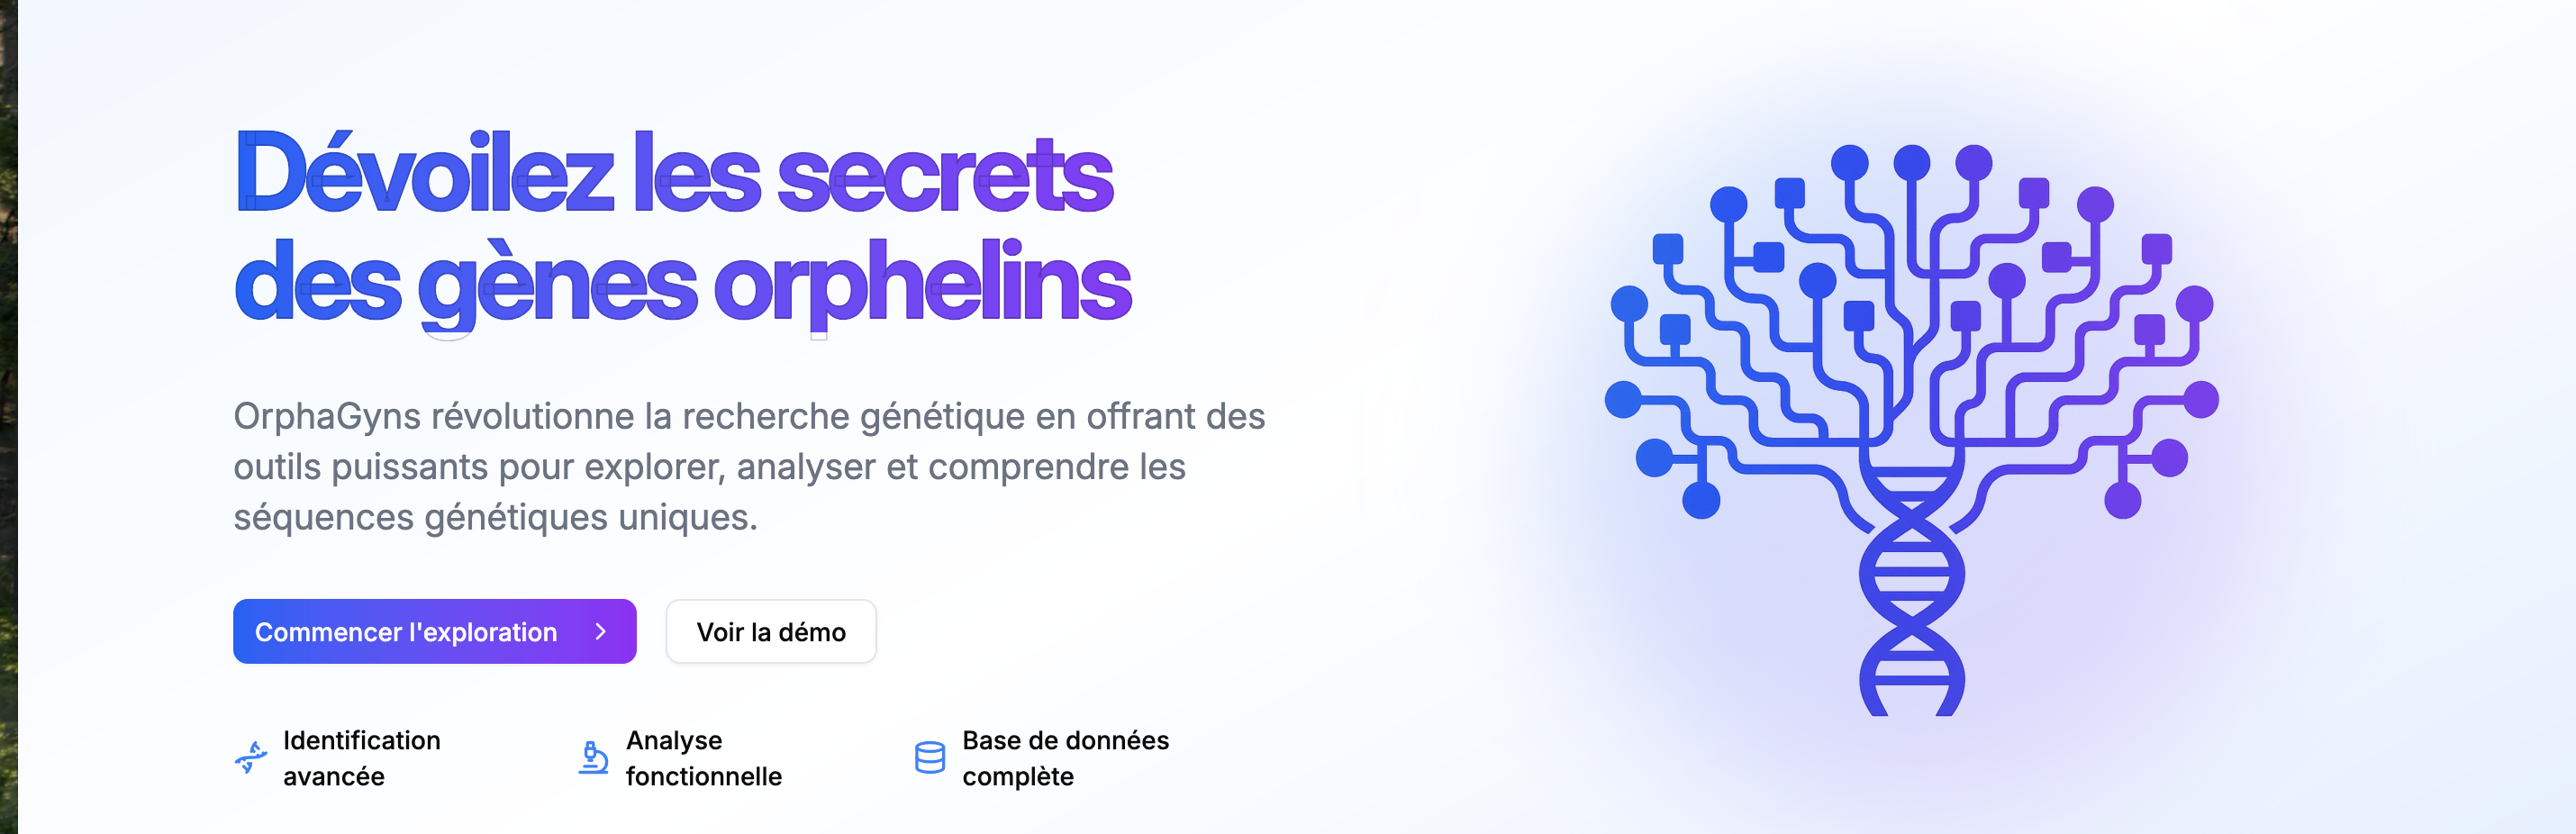 Dévoilez les secrets
des gènes orphelins
OrphaGyns révolutionne la recherche génétique en offrant des
outils puissants pour explorer, analyser et comprendre les
séquences génétiques uniques.
Commencer l'exploration
Voir la démo
Identification
avancée
Analyse
fonctionnelle
Base de données
complète